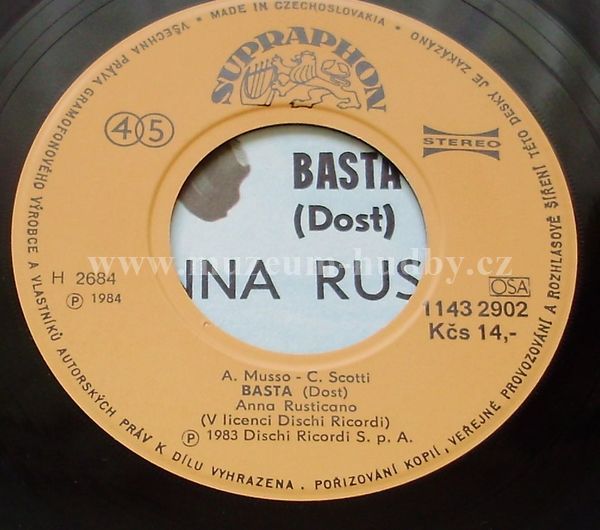 VŠECHNA PRÁVA GRAMOFONOVÉHO VÝROBCE A VLASTNÍKŮ AUTORSKÝCH PRÁV K DÍLU VYHRAZENA. POŘIZOVÁNÍ KOPIÍ, VEŘEJNÉ PROVOZOVÁNÍ A ROZHLASOVÉ ŠÍŘENÍ TÉTO DESKY JE ZAKÁZÁNO
• MADE IN CZECHOSLOVAKIA •
SUPRAPHON
45
STEREO
BASTA
(Dost)
NNA RUS
www.muzeum-hudby.cz
H 2684
Ⓟ 1984
OSA
1143 2902
Kčs 14,-
A. Musso - C. Scotti
BASTA (Dost)
Anna Rusticano
(V licenci Dischi Ricordi)
Ⓟ 1983 Dischi Ricordi S. p. A.